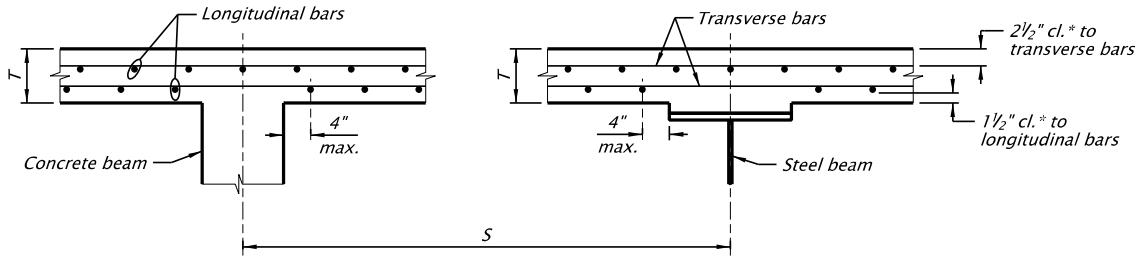 Longitudinal bars
Transverse bars
2½" cl.* to
transverse bars
T
T
4"
max.
4"
max.
1½" cl.* to
longitudinal bars
Concrete beam
Steel beam
S